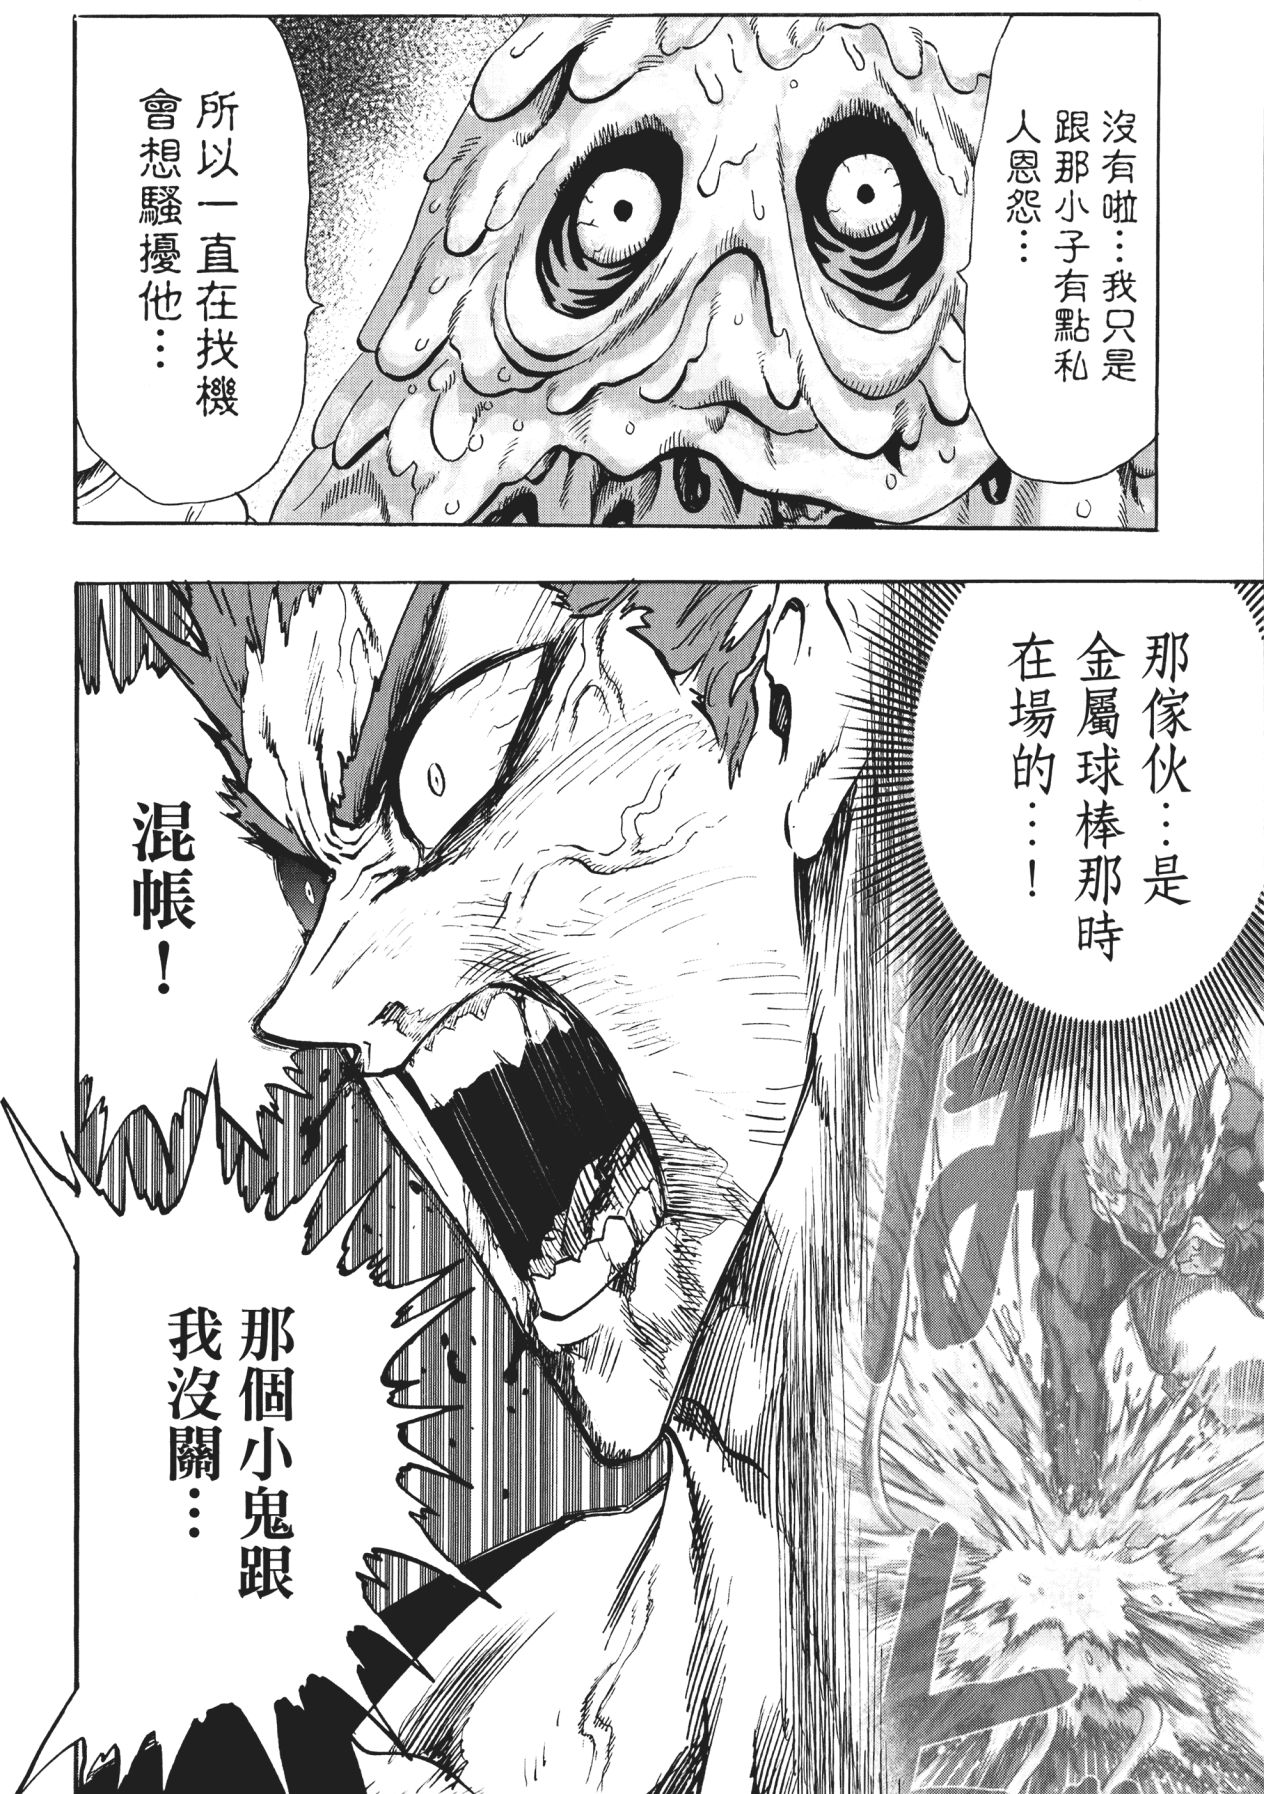 沒有啦…我只是
跟那小子有點私
人恩怨…
所以一直在找機
會想騷擾他…
那傢伙…是
金屬球棒那時
在場的…！
混帳！
那個小鬼跟
我沒關…